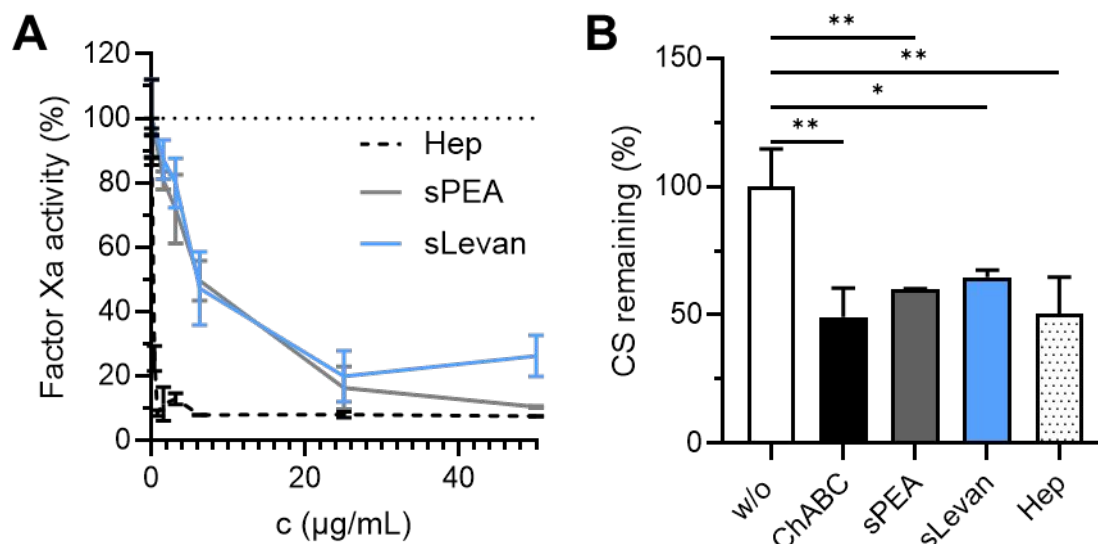 A
Factor Xa activity (%)
120
100
80
60
40
20
0
0 20 40
c (µg/mL)
Hep
sPEA
sLevan
B
CS remaining (%)
150
100
50
0
**
**
*
**
w/o ChABC sPEA sLevan Hep